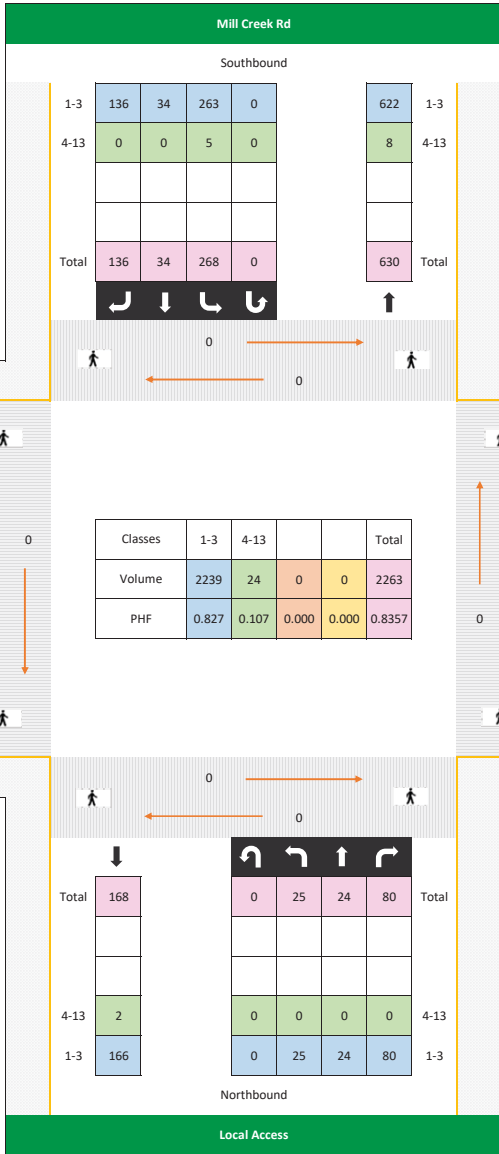 Mill Creek Rd
Southbound
1-3 136 34 263 0 622 1-3
4-13 0 0 5 0 8 4-13
Total 136 34 268 0 630 Total
0
0
0
0
Classes 1-3 4-13 Total
Volume 2239 24 0 0 2263
PHF 0.827 0.107 0.000 0.000 0.8357
0
0
Total 168 0 25 24 80 Total
4-13 2 0 0 0 0 4-13
1-3 166 0 25 24 80 1-3
Northbound
Local Access